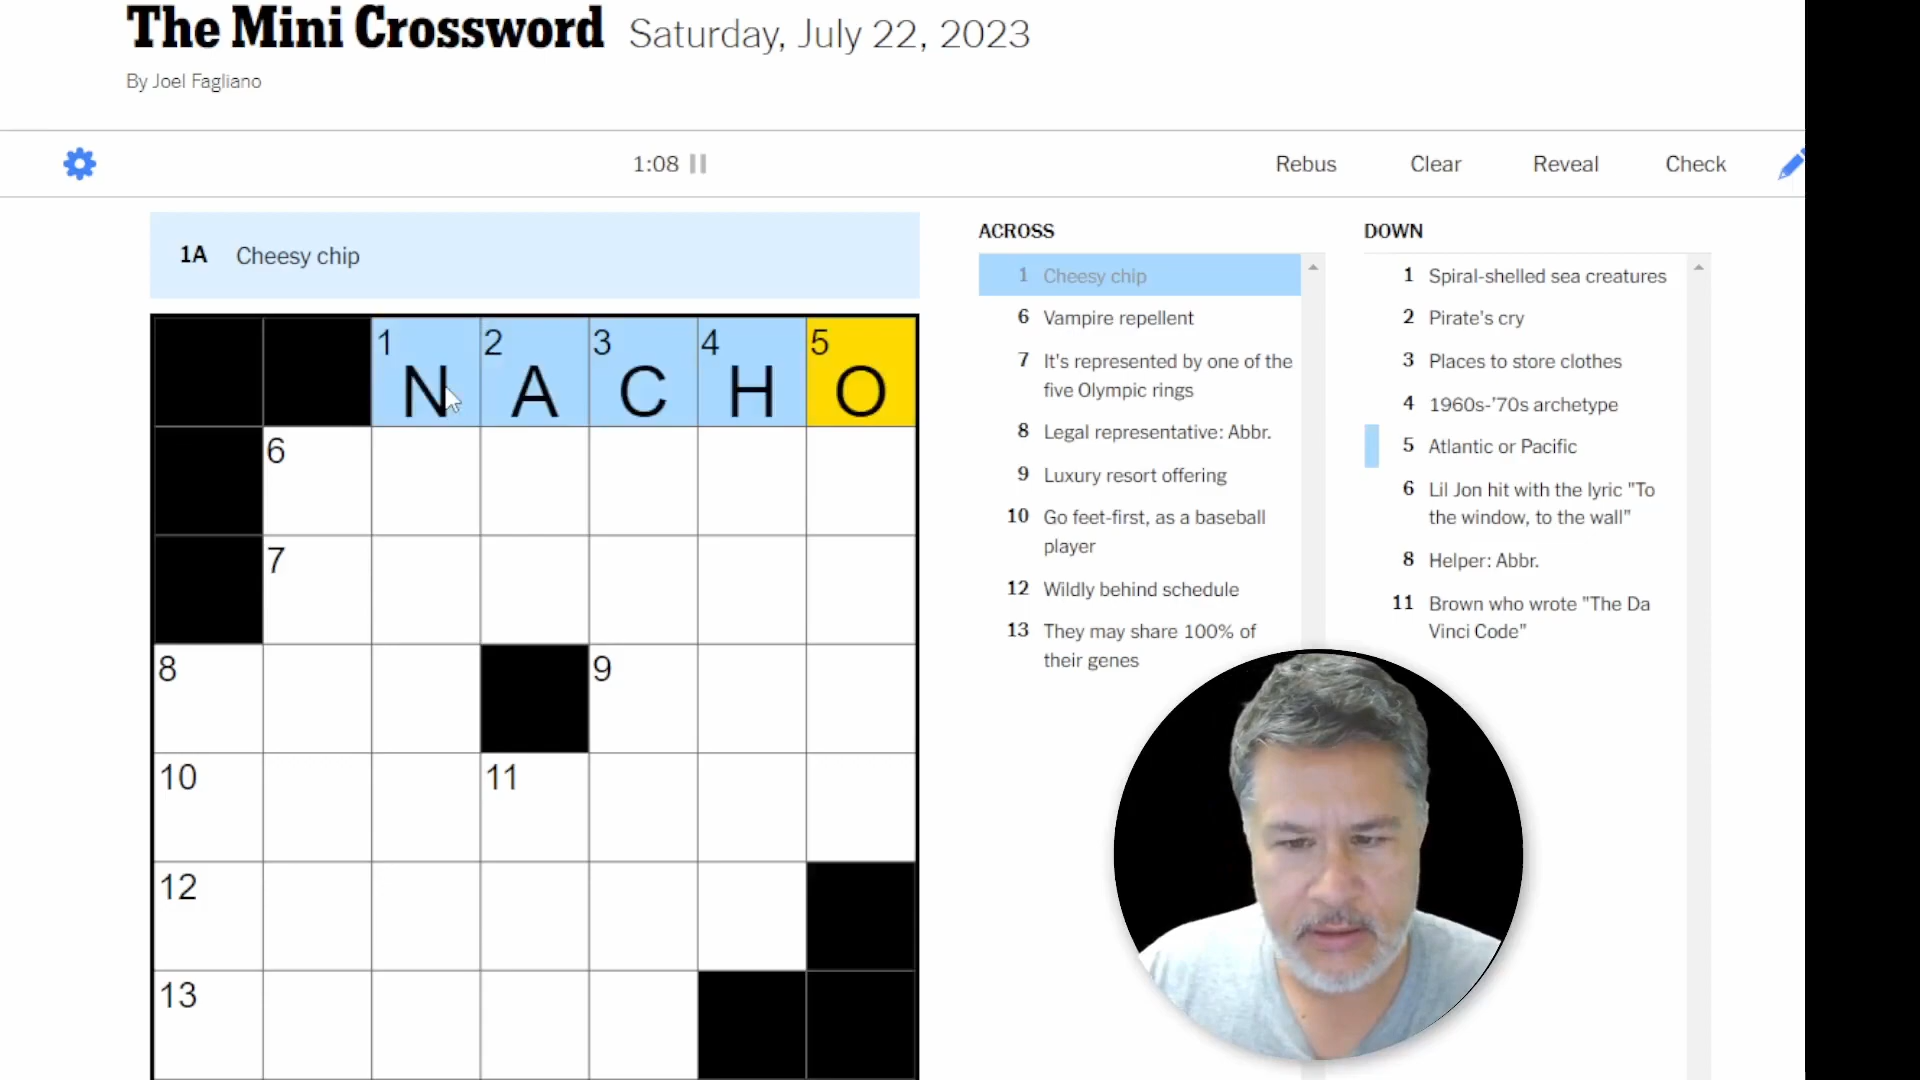 The Mini Crossword Saturday, July 22, 2023
By Joel Fagliano
1:08
Rebus Clear Reveal Check
1A Cheesy chip
1 2 3 4 5
N A C H O
6
7
8 9
10 11
12
13
ACROSS
1 Cheesy chip
6 Vampire repellent
7 It's represented by one of the
five Olympic rings
8 Legal representative: Abbr.
9 Luxury resort offering
10 Go feet-first, as a baseball
player
12 Wildly behind schedule
13 They may share 100% of
their genes
DOWN
1 Spiral-shelled sea creatures
2 Pirate's cry
3 Places to store clothes
4 1960s-'70s archetype
5 Atlantic or Pacific
6 Lil Jon hit with the lyric "To
the window, to the wall"
8 Helper: Abbr.
11 Brown who wrote "The Da
Vinci Code"